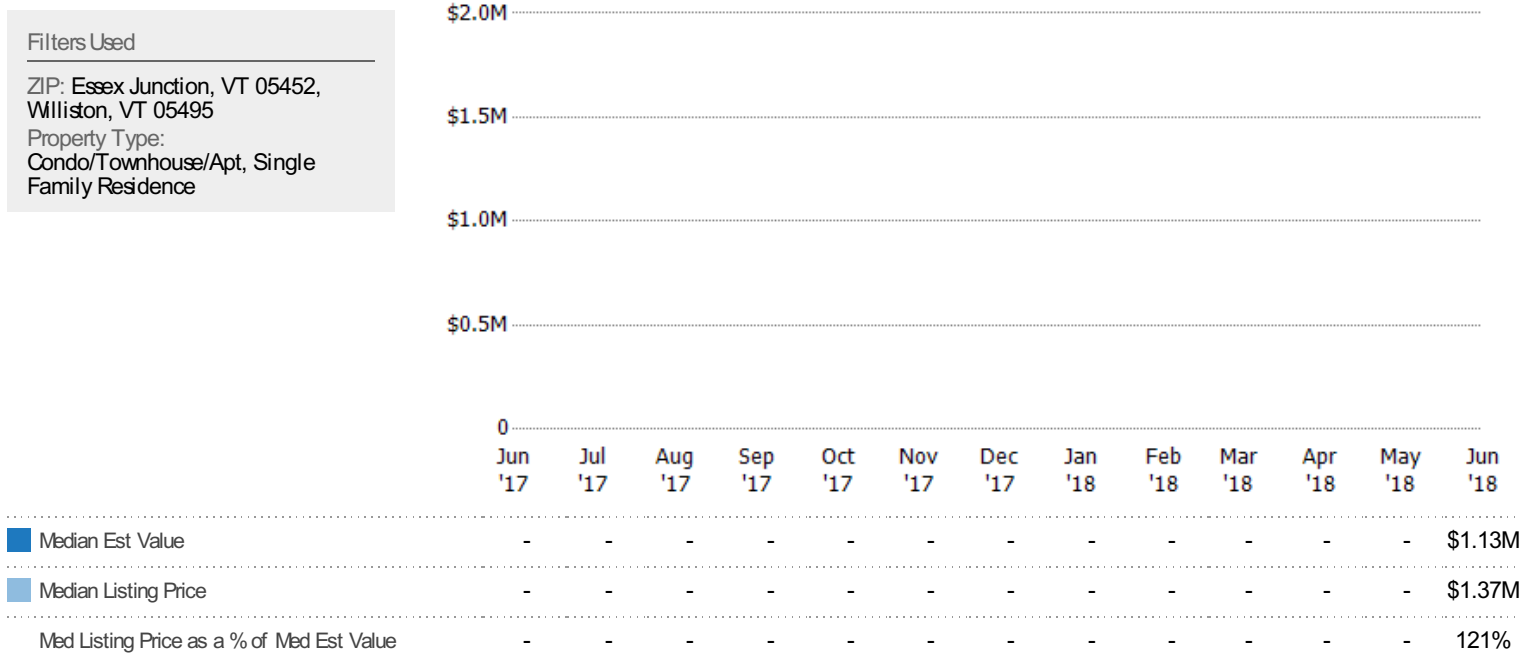 Filters Used
ZIP: Essex Junction, VT 05452,
Williston, VT 05495
Property Type:
Condo/Townhouse/Apt, Single
Family Residence
$2.0M
$1.5M
$1.0M
$0.5M
0
Jun Jul Aug Sep Oct Nov Dec Jan Feb Mar Apr May Jun
'17 '17 '17 '17 '17 '17 '17 '18 '18 '18 '18 '18 '18
Median Est Value - - - - - - - - - - - - $1.13M
Median Listing Price - - - - - - - - - - - - $1.37M
Med Listing Price as a % of Med Est Value - - - - - - - - - - - - 121%